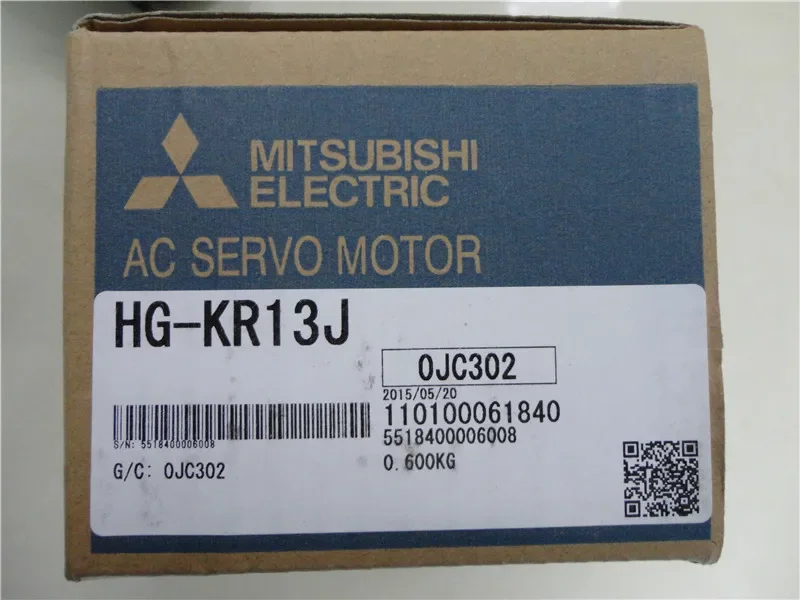 MITSUBISHI
ELECTRIC
AC SERVO MOTOR
HG-KR13J
0JC302
2015/05/20
110100061840
5518400006008
0.600KG
S/N: 5518400006008
G/C: 0JC302